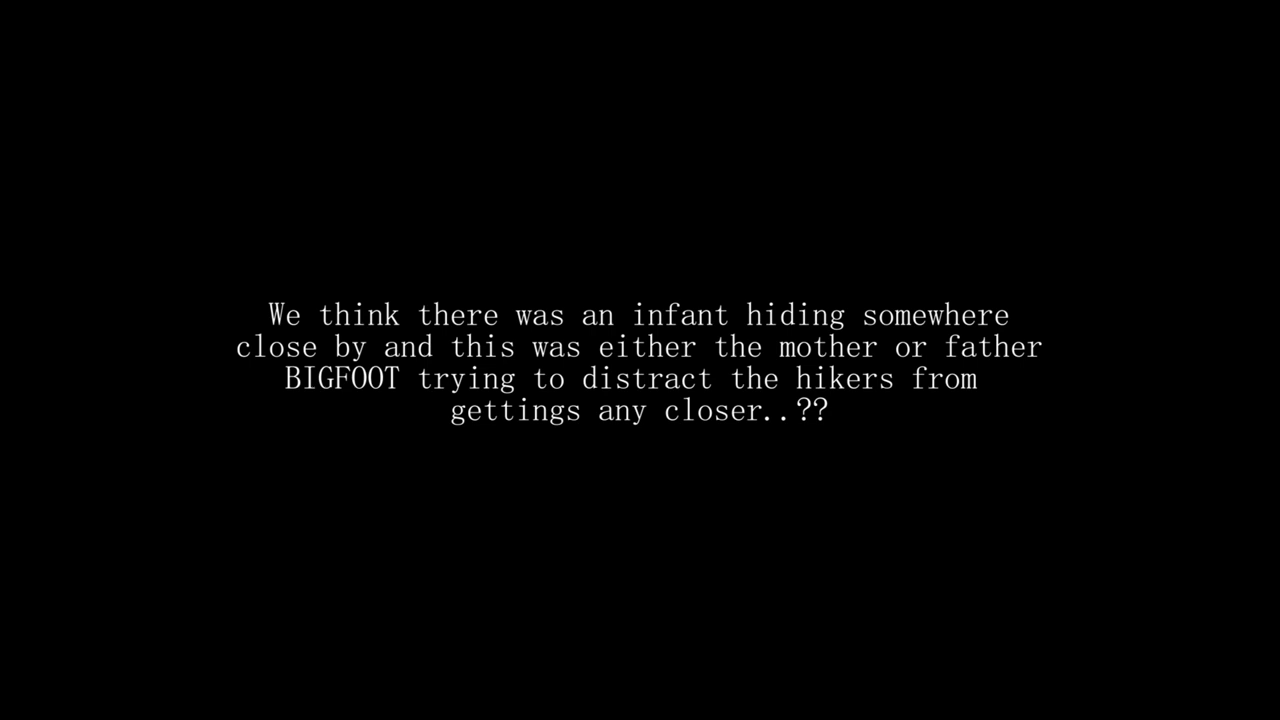 We think there was an infant hiding somewhere
close by and this was either the mother or father
BIGFOOT trying to distract the hikers from
gettings any closer..??